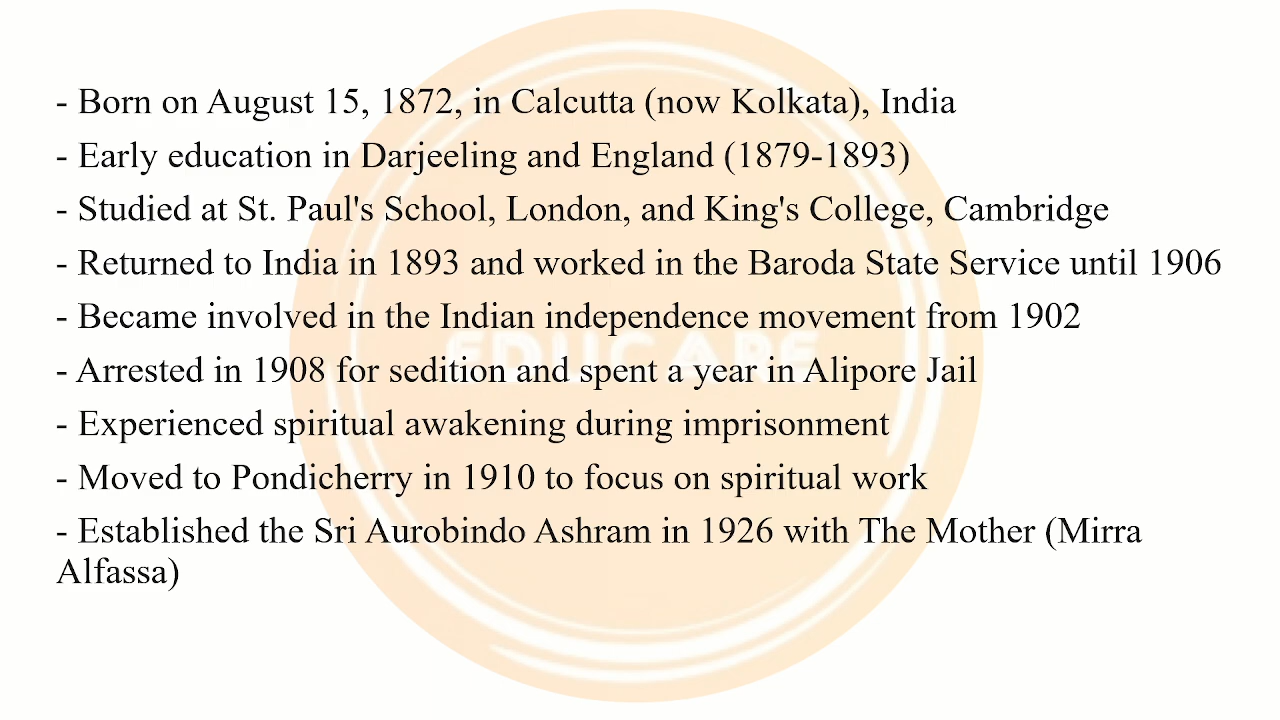 - Born on August 15, 1872, in Calcutta (now Kolkata), India
- Early education in Darjeeling and England (1879-1893)
- Studied at St. Paul's School, London, and King's College, Cambridge
- Returned to India in 1893 and worked in the Baroda State Service until 1906
- Became involved in the Indian independence movement from 1902
EDUCARE
- Arrested in 1908 for sedition and spent a year in Alipore Jail
- Experienced spiritual awakening during imprisonment
- Moved to Pondicherry in 1910 to focus on spiritual work
- Established the Sri Aurobindo Ashram in 1926 with The Mother (Mirra
Alfassa)